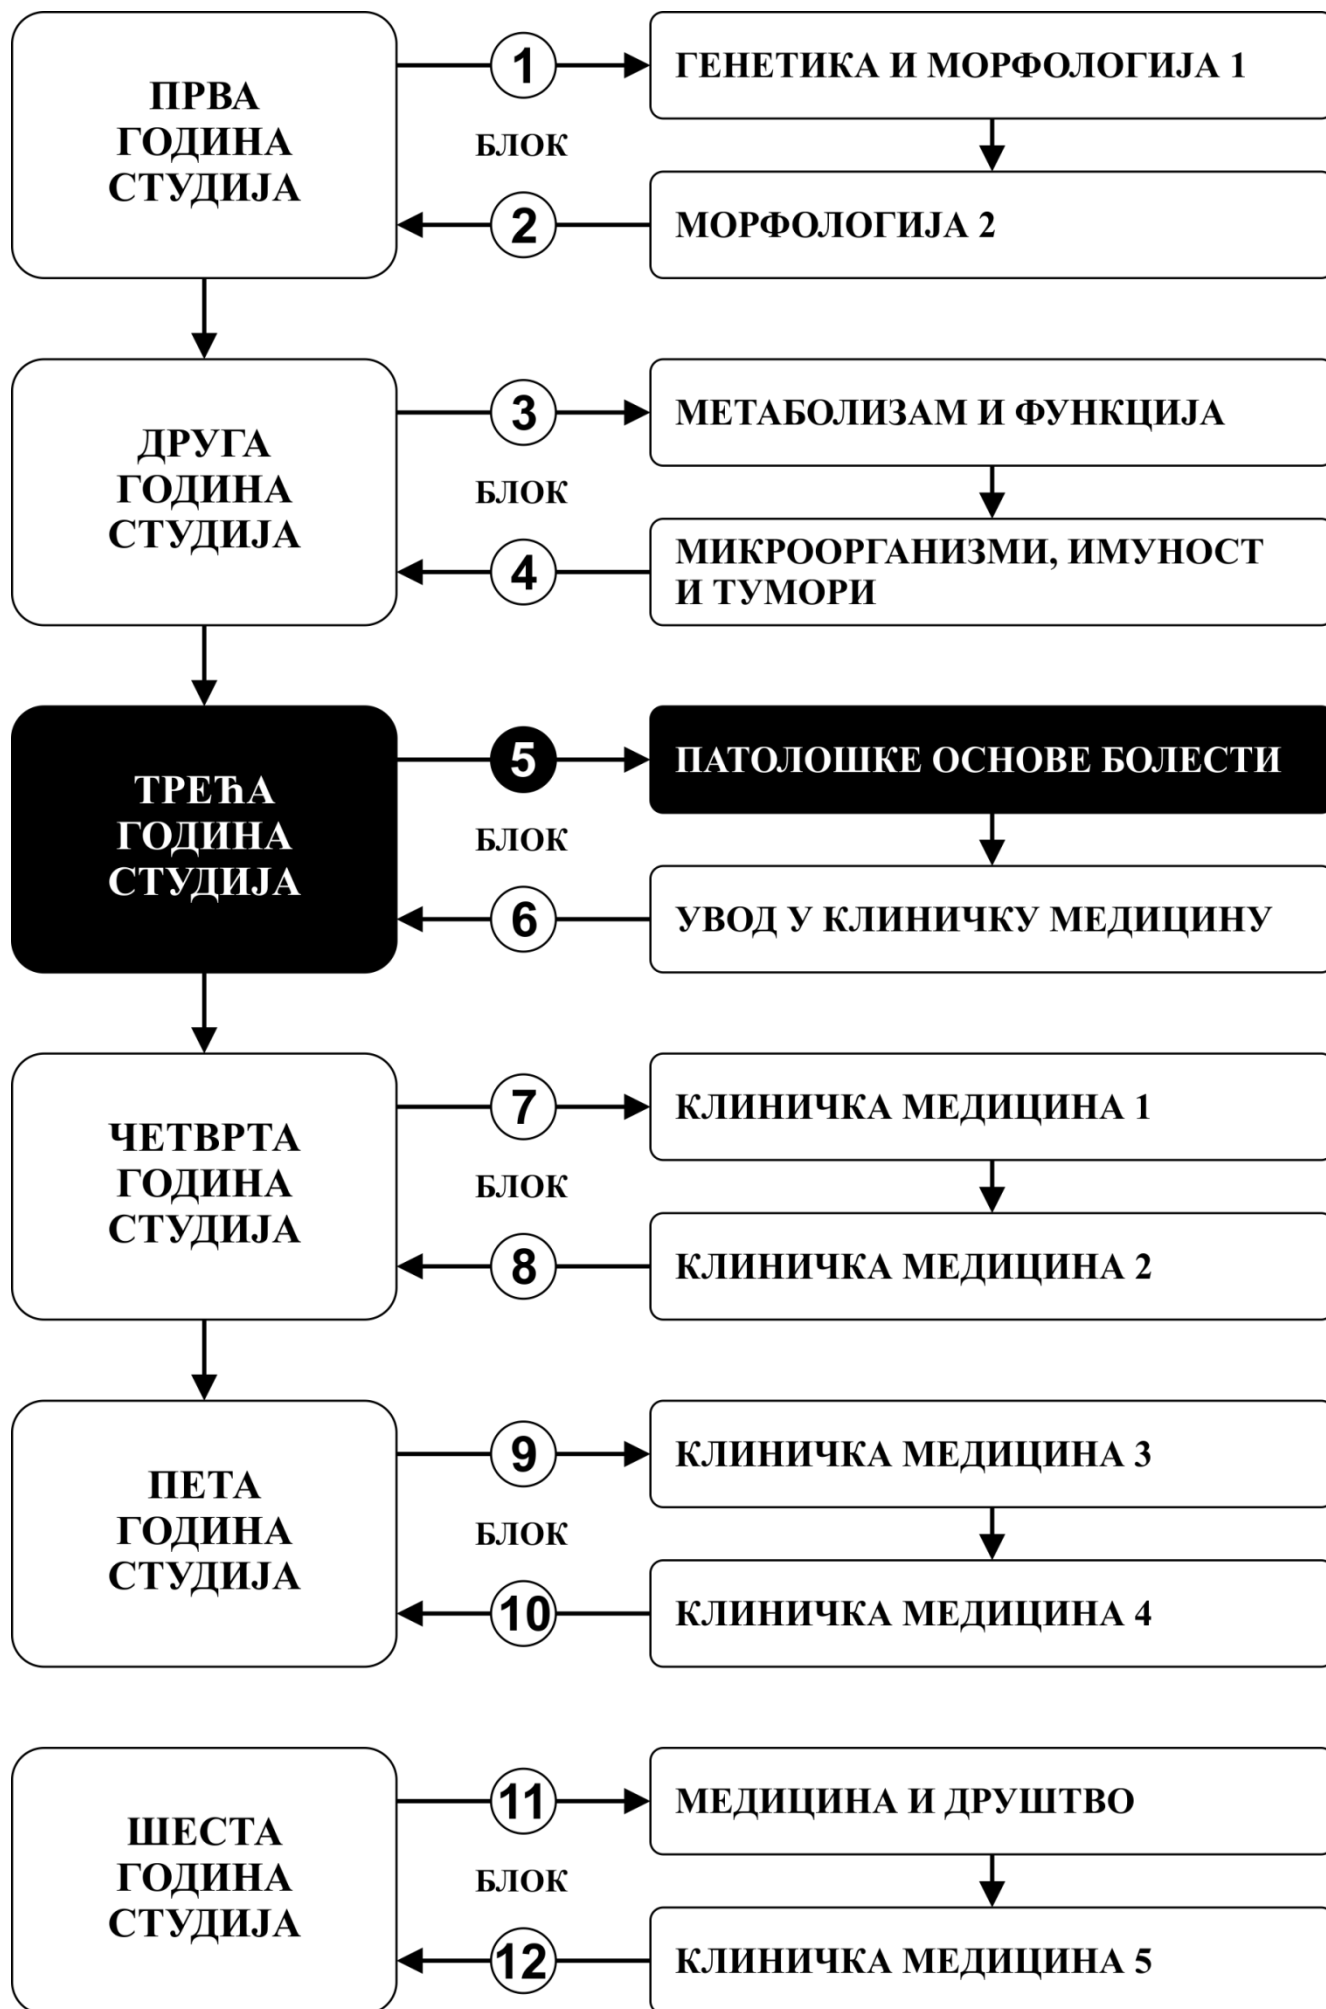 ПРВА
ГОДИНА
СТУДИЈА
1
БЛОК
2
ГЕНЕТИКА И МОРФОЛОГИЈА 1
МОРФОЛОГИЈА 2
ДРУГА
ГОДИНА
СТУДИЈА
3
БЛОК
4
МЕТАБОЛИЗАМ И ФУНКЦИЈА
МИКРООРГАНИЗМИ, ИМУНОСТ
И ТУМОРИ
ТРЕЋА
ГОДИНА
СТУДИЈА
5
БЛОК
6
ПАТОЛОШКЕ ОСНОВЕ БОЛЕСТИ
УВОД У КЛИНИЧКУ МЕДИЦИНУ
ЧЕТВРТА
ГОДИНА
СТУДИЈА
7
БЛОК
8
КЛИНИЧКА МЕДИЦИНА 1
КЛИНИЧКА МЕДИЦИНА 2
ПЕТА
ГОДИНА
СТУДИЈА
9
БЛОК
10
КЛИНИЧКА МЕДИЦИНА 3
КЛИНИЧКА МЕДИЦИНА 4
ШЕСТА
ГОДИНА
СТУДИЈА
11
БЛОК
12
МЕДИЦИНА И ДРУШТВО
КЛИНИЧКА МЕДИЦИНА 5